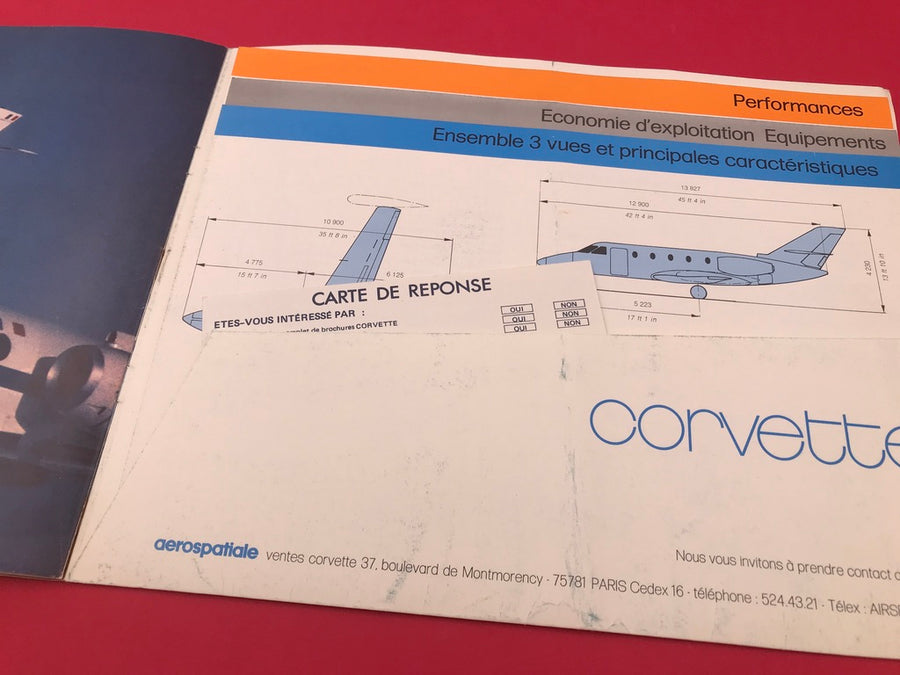 Performances
Economie d'exploitation Equipements
Ensemble 3 vues et principales caractéristiques
13 827
45 ft 4 in
12 900
42 ft 4 in
10 900
35 ft 8 in
4 775
15 ft 7 in
6 125
4 230
13 ft 10 in
5 223
17 ft 1 in
CARTE DE REPONSE
ETES-VOUS INTÉRESSÉ PAR :
de brochures CORVETTE
OUI NON
OUI NON
OUI NON
corvette
Nous vous invitons à prendre contact
aerospatiale ventes corvette 37, boulevard de Montmorency - 75781 PARIS Cedex 16 - téléphone : 524.43.21 - Télex :